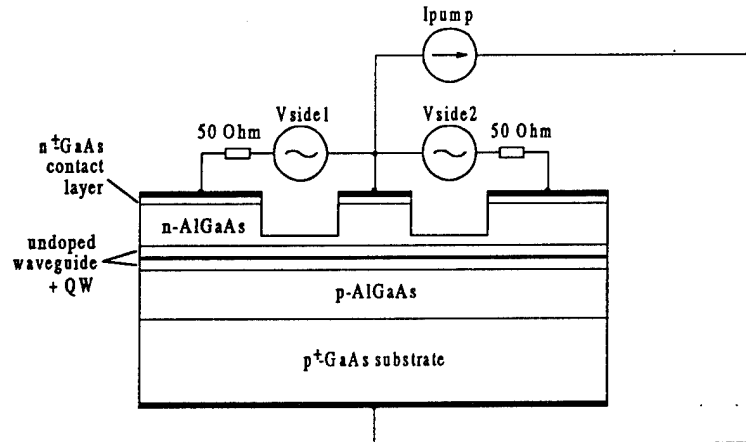 Ipump
Vside1
Vside2
50 Ohm
50 Ohm
n±GaAs
contact
layer
n-AlGaAs
undoped
waveguide
+ QW
p-AlGaAs
p±GaAs substrate